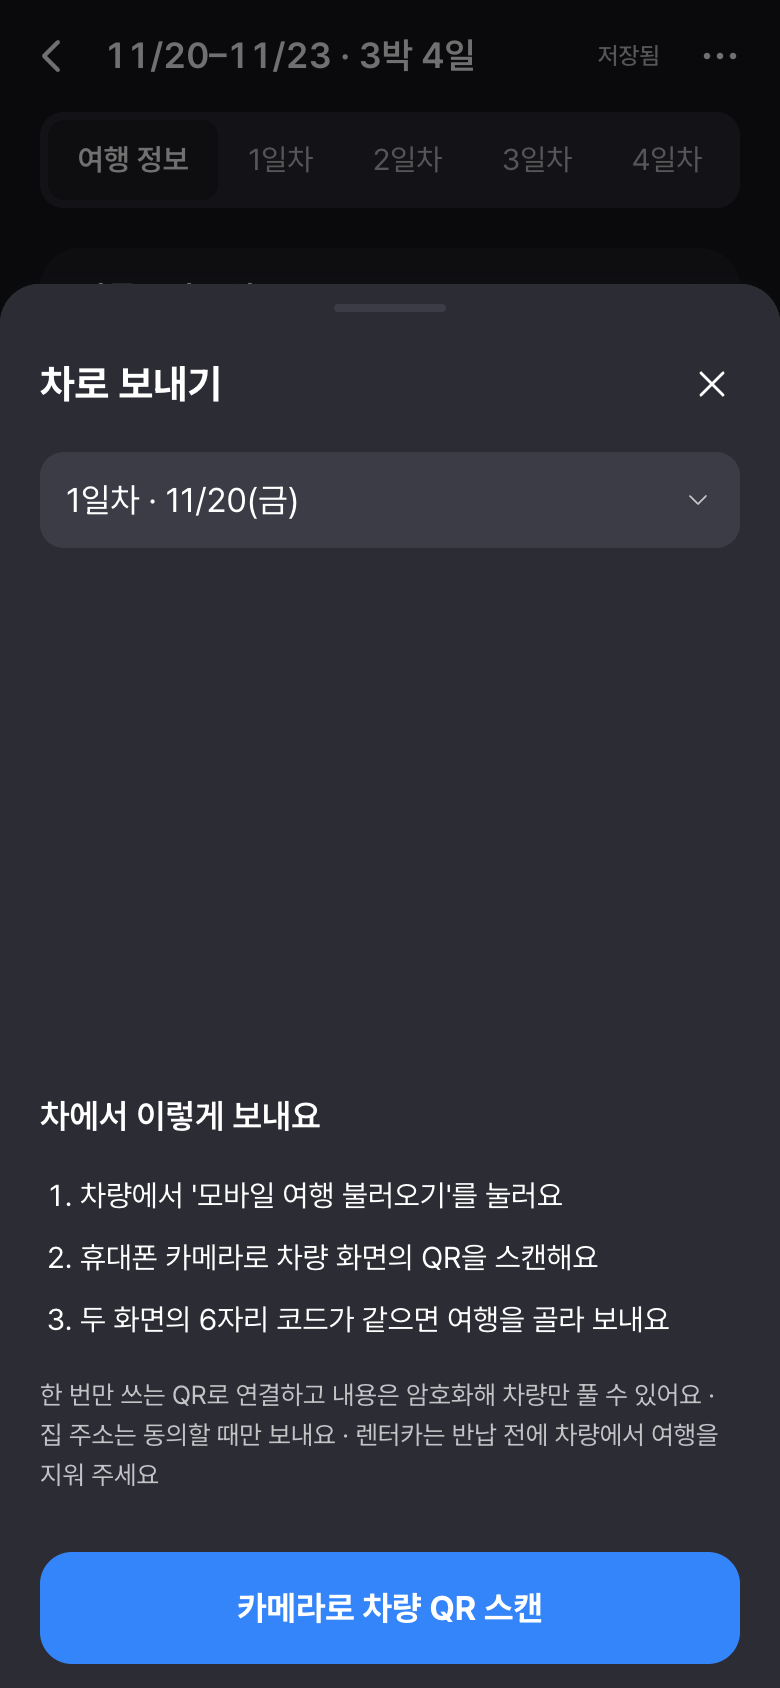 11/20–11/23 · 3박 4일
저장됨
여행 정보
1일차
2일차
3일차
4일차
차로 보내기
1일차 · 11/20(금)
차에서 이렇게 보내요
1. 차량에서 '모바일 여행 불러오기'를 눌러요
2. 휴대폰 카메라로 차량 화면의 QR을 스캔해요
3. 두 화면의 6자리 코드가 같으면 여행을 골라 보내요
한 번만 쓰는 QR로 연결하고 내용은 암호화해 차량만 풀 수 있어요 ·
집 주소는 동의할 때만 보내요 · 렌터카는 반납 전에 차량에서 여행을
지워 주세요
카메라로 차량 QR 스캔